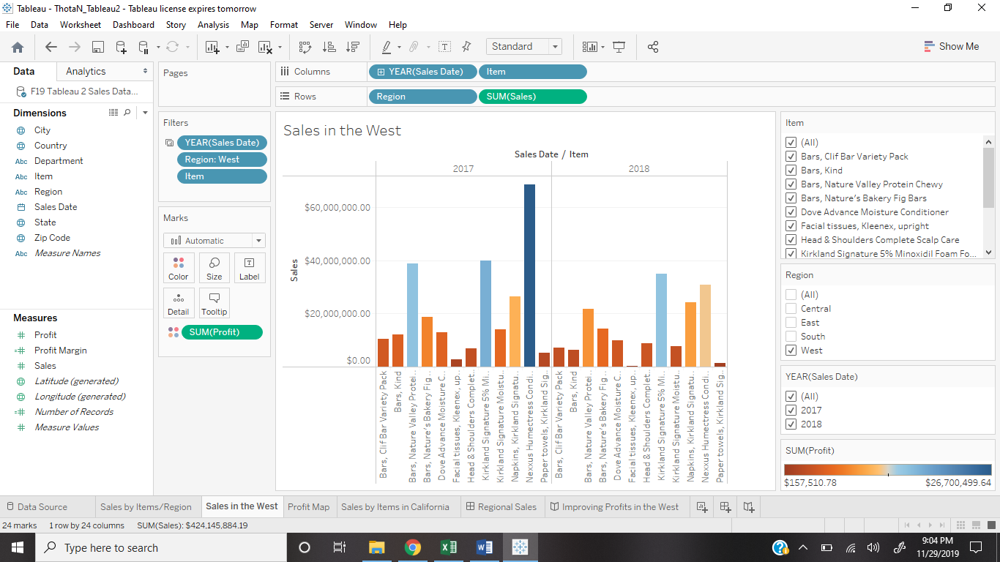 Tableau - ThotaN_Tableau2 - Tableau license expires tomorrow
File Data Worksheet Dashboard Story Analysis Map Format Server Window Help
Standard
Show Me
Data Analytics
F19 Tableau 2 Sales Data...
Dimensions
City
Country
Abc Department
Abc Item
Abc Region
Sales Date
State
Zip Code
Abc Measure Names
Measures
Profit
Profit Margin
Sales
Latitude (generated)
Longitude (generated)
Number of Records
Measure Values
Pages
Filters
YEAR(Sales Date)
Region: West
Item
Marks
Automatic
Color Size Label
Detail Tooltip
SUM(Profit)
Columns YEAR(Sales Date) Item
Rows Region SUM(Sales)
Sales in the West
Sales Date / Item
2017 2018
Sales
$60,000,000.00
$40,000,000.00
$20,000,000.00
$0.00
Bars, Clif Bar Variety Pack
Bars, Kind
Bars, Nature Valley Protei..
Bars, Nature's Bakery Fig ..
Dove Advance Moisture C..
Facial tissues, Kleenex, up..
Head & Shoulders Complet..
Kirkland Signature 5% Mi..
Kirkland Signature Moistu..
Napkins, Kirkland Signatu..
Nexxus Humectress Condi..
Paper towels, Kirkland Sig..
Bars, Clif Bar Variety Pack
Bars, Kind
Bars, Nature Valley Protei..
Bars, Nature's Bakery Fig ..
Dove Advance Moisture C..
Facial tissues, Kleenex, up..
Head & Shoulders Complet..
Kirkland Signature 5% Mi..
Kirkland Signature Moistu..
Napkins, Kirkland Signatu..
Nexxus Humectress Condi..
Paper towels, Kirkland Sig..
Item
(All)
Bars, Clif Bar Variety Pack
Bars, Kind
Bars, Nature Valley Protein Chewy
Bars, Nature's Bakery Fig Bars
Dove Advance Moisture Conditioner
Facial tissues, Kleenex, upright
Head & Shoulders Complete Scalp Care
Kirkland Signature 5% Minoxidil Foam Fo...
Region
(All)
Central
East
South
West
YEAR(Sales Date)
(All)
2017
2018
SUM(Profit)
$157,510.78 $26,700,499.64
Data Source Sales by Items/Region Sales in the West Profit Map Sales by Items in California Regional Sales Improving Profits in the West
24 marks 1 row by 24 columns SUM(Sales): $424,145,884.19
Type here to search
9:04 PM
11/29/2019